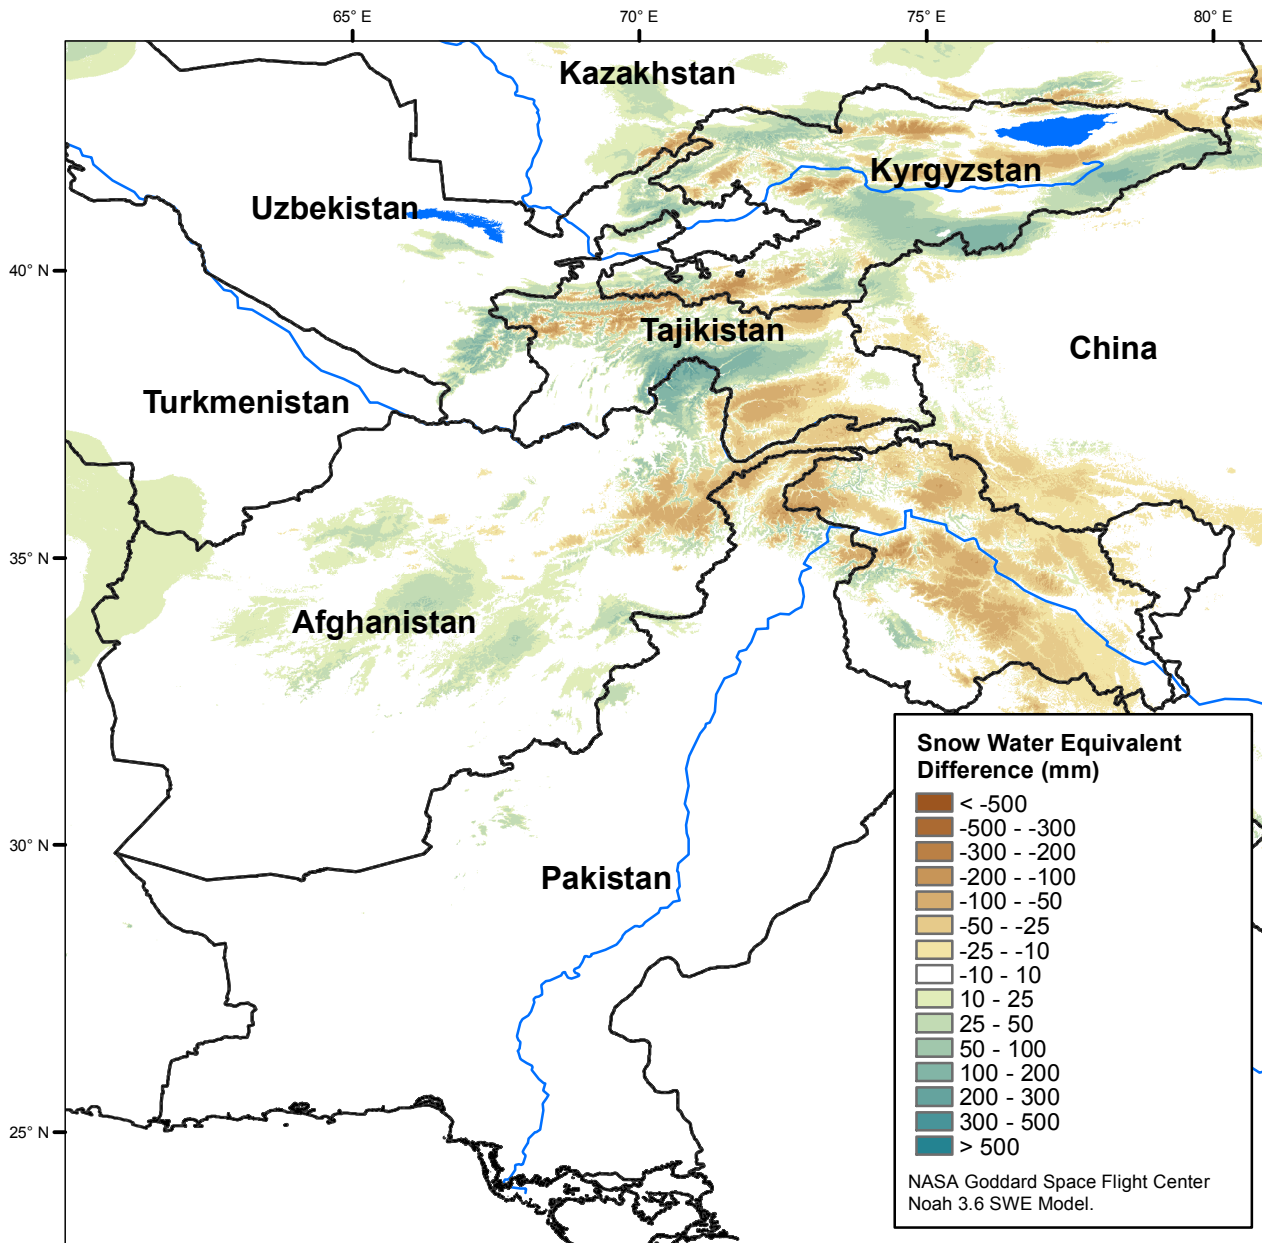 65° E
70° E
75° E
80° E
Kazakhstan
Kyrgyzstan
Uzbekistan
40° N
Tajikistan
China
Turkmenistan
35° N
Afghanistan
30° N
Pakistan
25° N
Snow Water Equivalent
Difference (mm)
< -500
-500 - -300
-300 - -200
-200 - -100
-100 - -50
-50 - -25
-25 - -10
-10 - 10
10 - 25
25 - 50
50 - 100
100 - 200
200 - 300
300 - 500
> 500
NASA Goddard Space Flight Center
Noah 3.6 SWE Model.